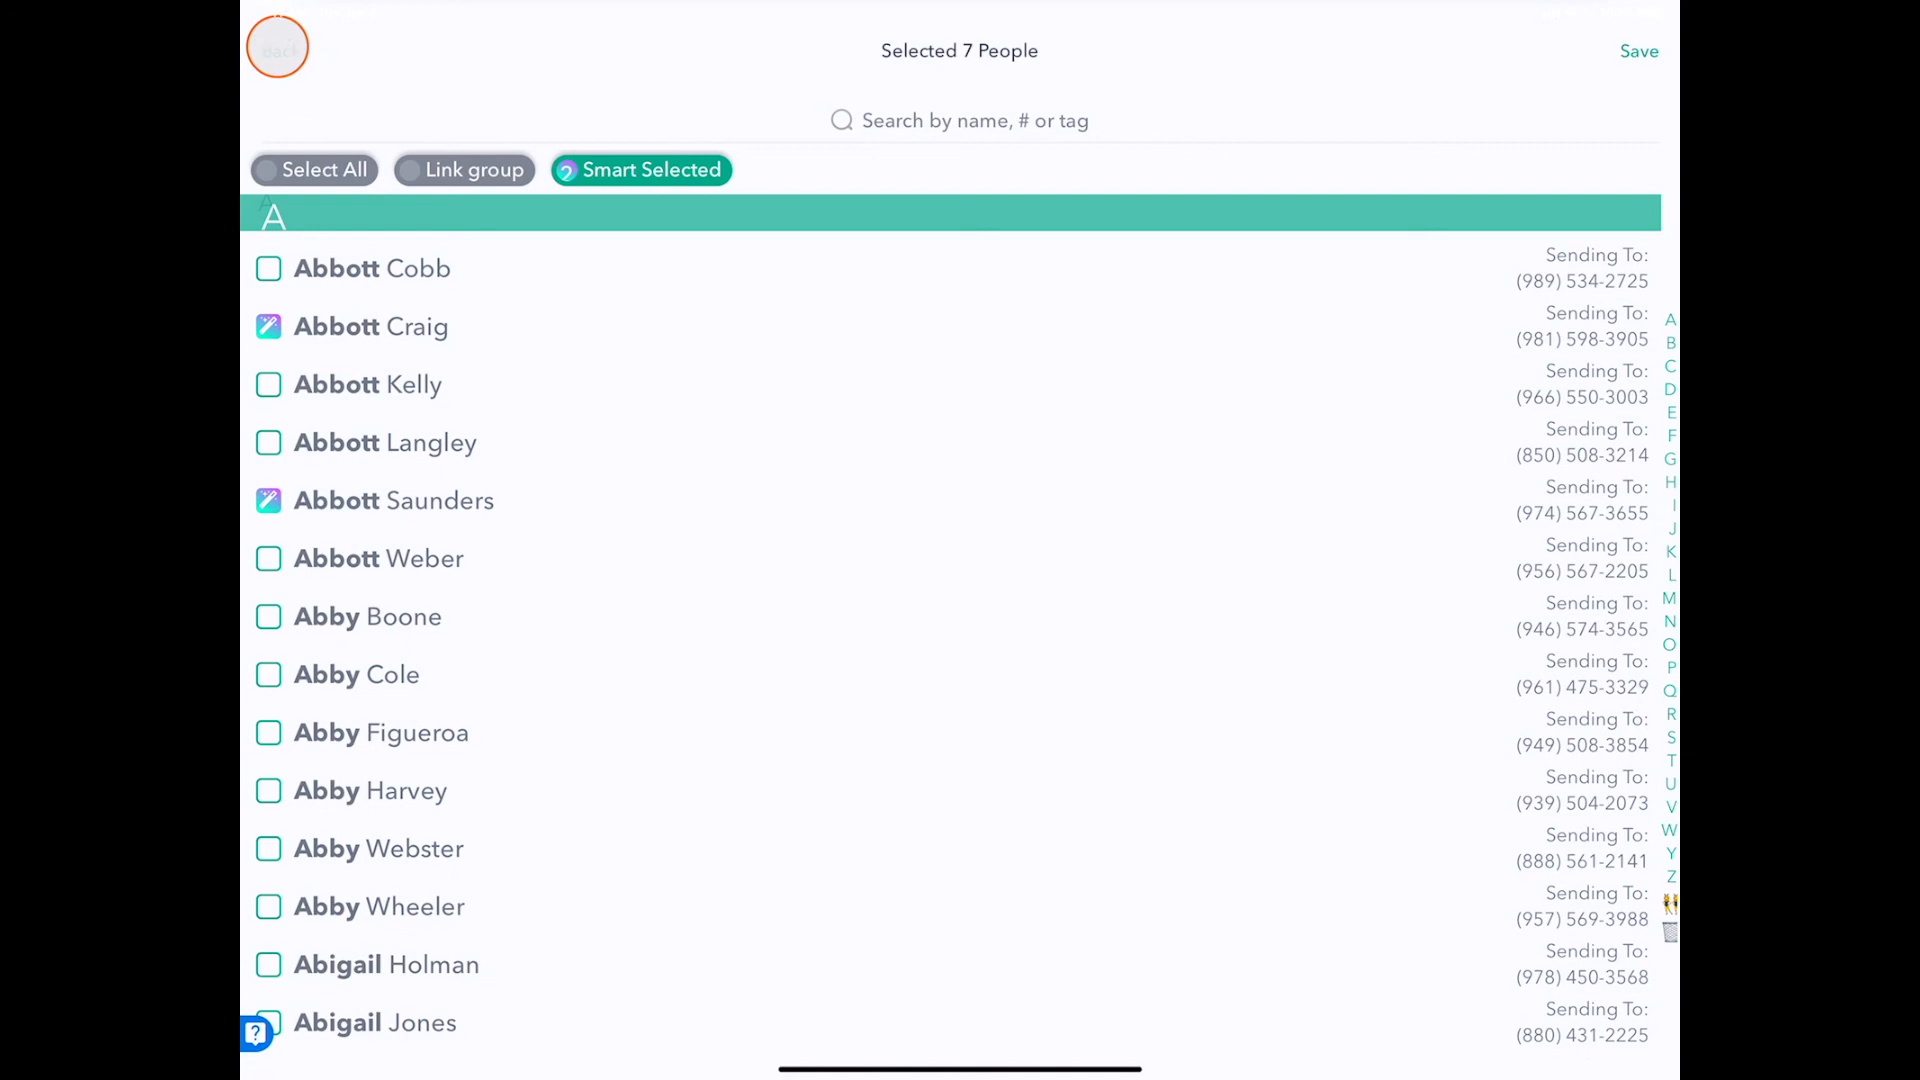 Back
Selected 7 People
Save
Search by name, # or tag
Select All
Link group
Smart Selected
A
Abbott Cobb
Sending To:
(989) 534-2725
Abbott Craig
Sending To:
(981) 598-3905
Abbott Kelly
Sending To:
(966) 550-3003
Abbott Langley
Sending To:
(850) 508-3214
Abbott Saunders
Sending To:
(974) 567-3655
Abbott Weber
Sending To:
(956) 567-2205
Abby Boone
Sending To:
(946) 574-3565
Abby Cole
Sending To:
(961) 475-3329
Abby Figueroa
Sending To:
(949) 508-3854
Abby Harvey
Sending To:
(939) 504-2073
Abby Webster
Sending To:
(888) 561-2141
Abby Wheeler
Sending To:
(957) 569-3988
Abigail Holman
Sending To:
(978) 450-3568
Abigail Jones
Sending To:
(880) 431-2225
A
B
C
D
E
F
G
H
I
J
K
L
M
N
O
P
Q
R
S
T
U
V
W
Y
Z